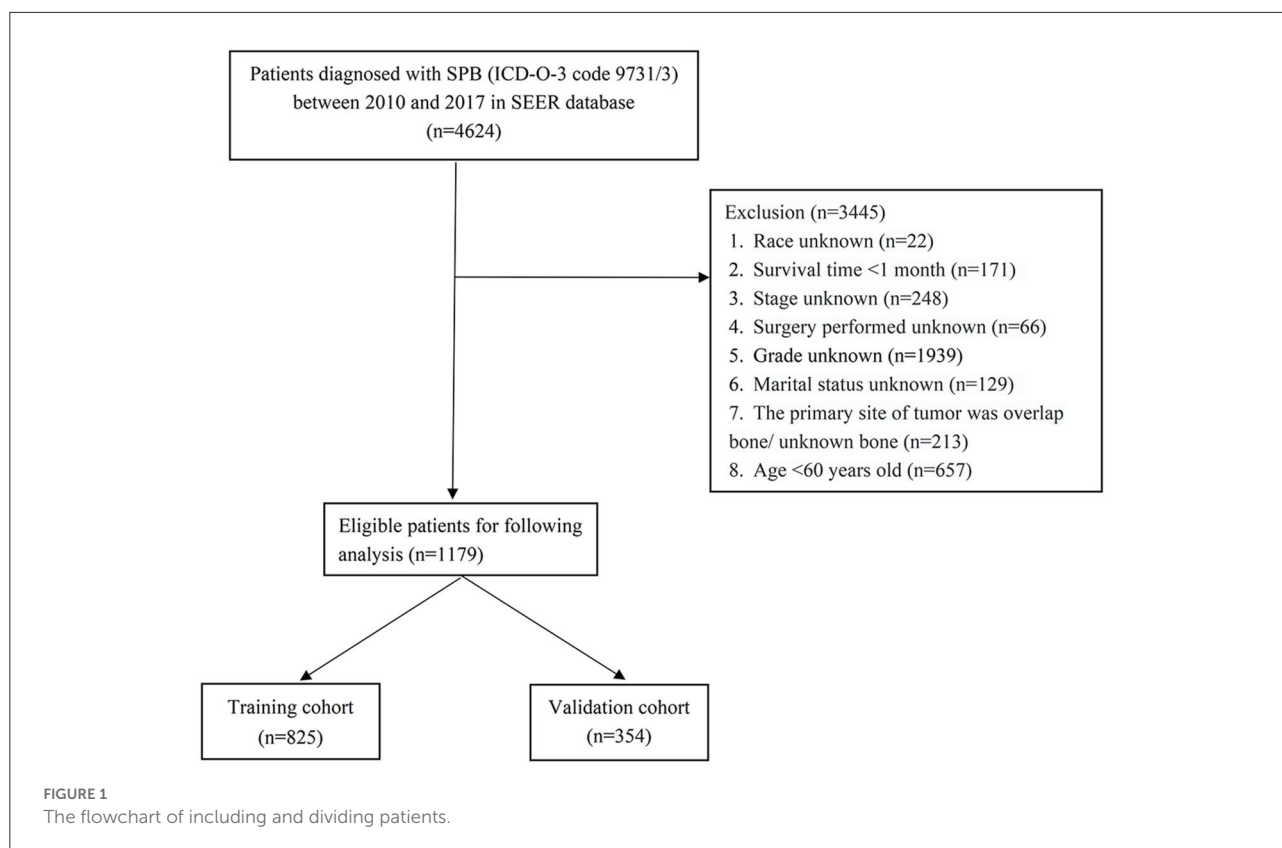 Patients diagnosed with SPB (ICD-O-3 code 9731/3)
between 2010 and 2017 in SEER database
(n=4624)
Exclusion (n=3445)
1. Race unknown (n=22)
2. Survival time <1 month (n=171)
3. Stage unknown (n=248)
4. Surgery performed unknown (n=66)
5. Grade unknown (n=1939)
6. Marital status unknown (n=129)
7. The primary site of tumor was overlap
bone/ unknown bone (n=213)
8. Age <60 years old (n=657)
Eligible patients for following
analysis (n=1179)
Training cohort
(n=825)
Validation cohort
(n=354)
FIGURE 1
The flowchart of including and dividing patients.